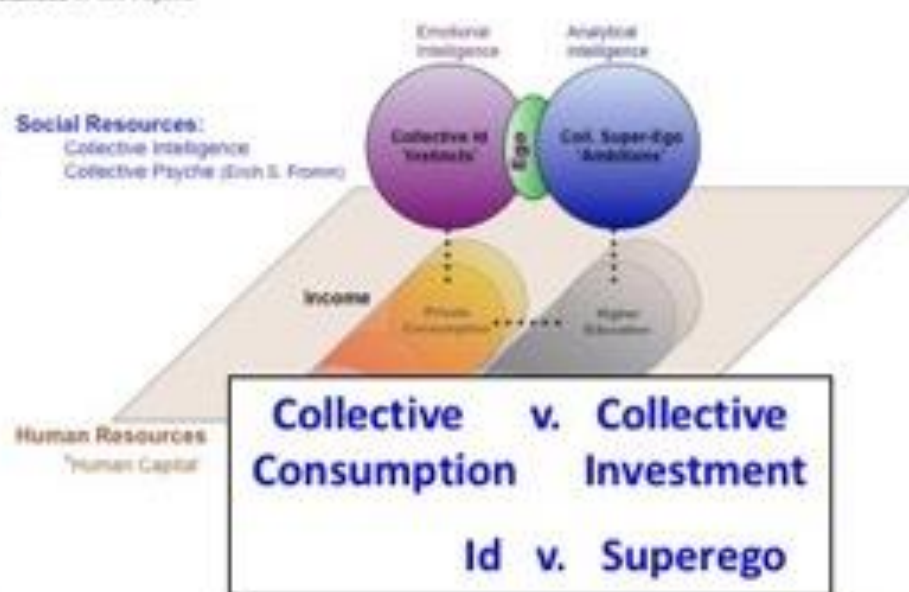 Emotional
Intelligence
Analytical
Intelligence
Social Resources:
Collective Intelligence
Collective Psyche (Erich S. Fromm)
Collective Id
'Instincts'
Ego
Coll. Super-Ego
'Ambitions'
Income
Private
Consumption
Higher
Education
Human Resources
"Human Capital"
Collective v. Collective
Consumption Investment
Id v. Superego